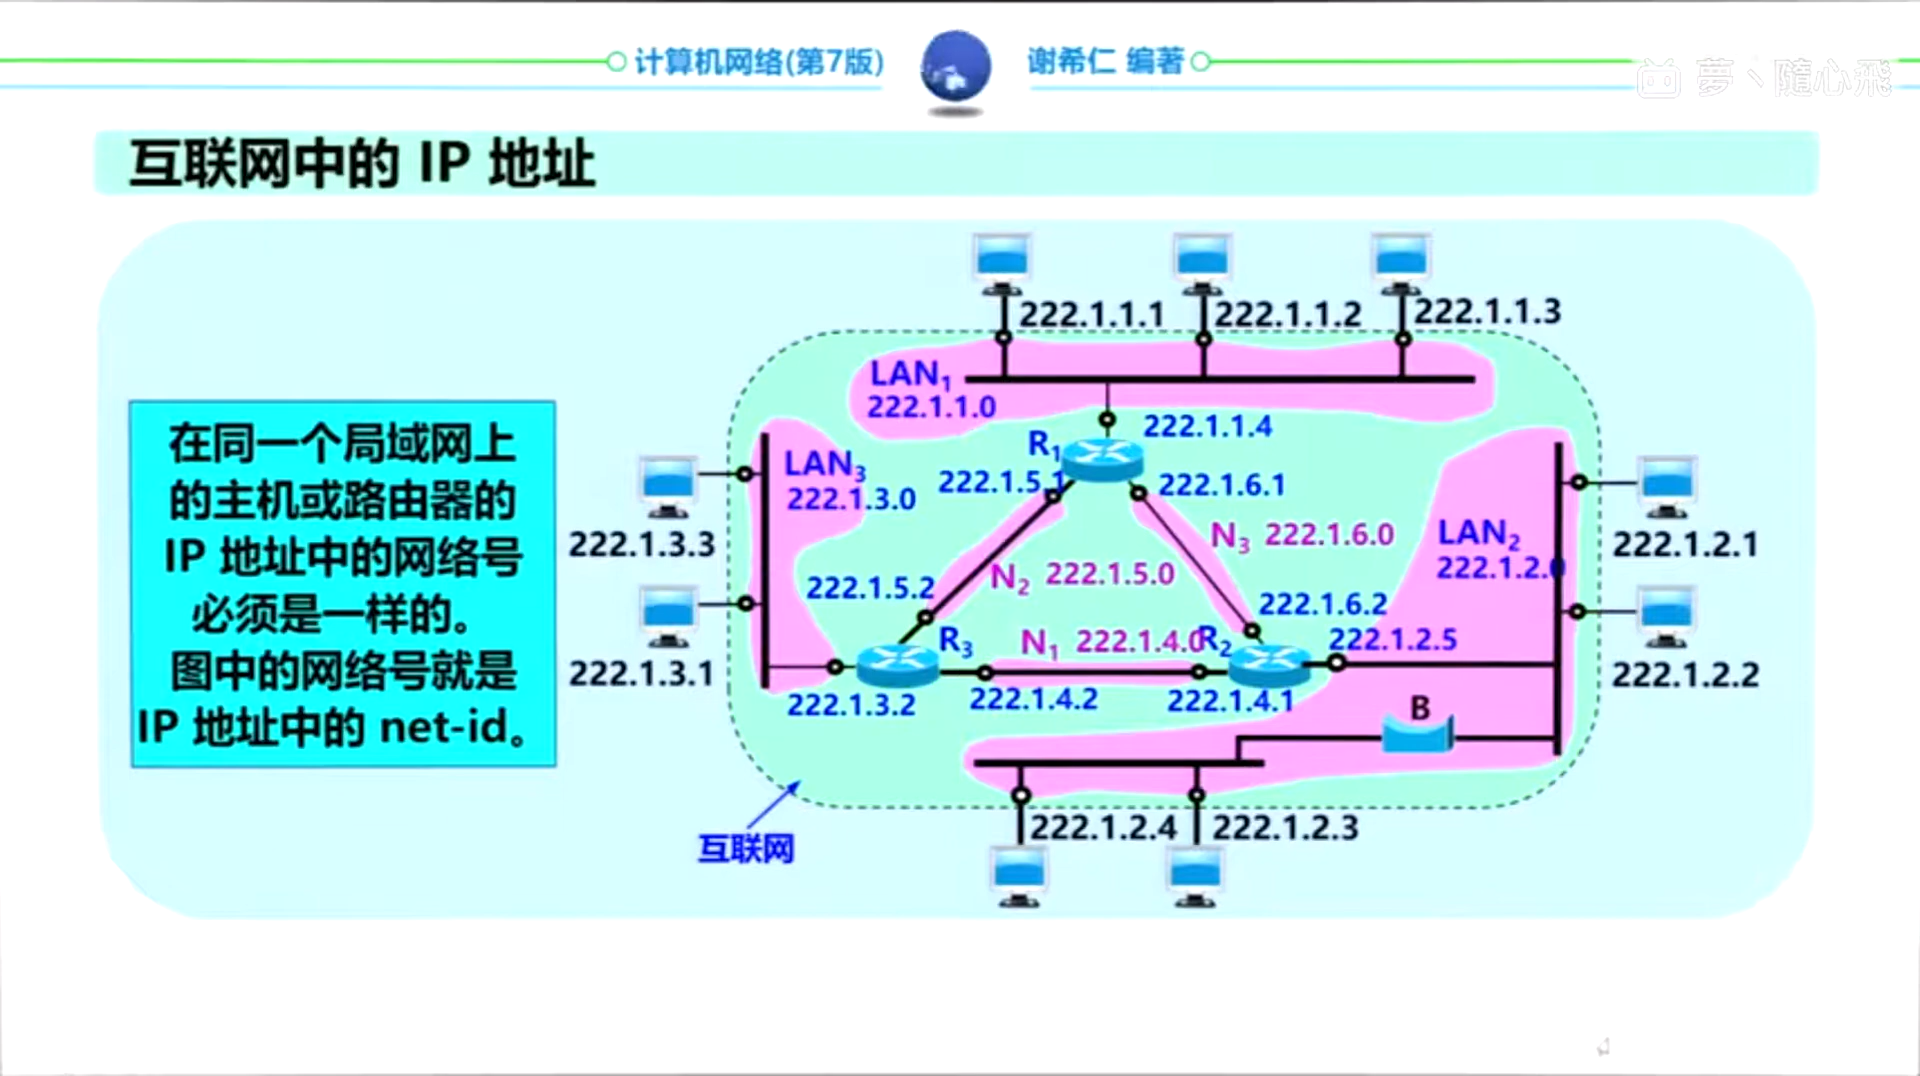 计算机网络(第7版)
谢希仁 编著
夢丶隨心飛
互联网中的 IP 地址
在同一个局域网上
的主机或路由器的
IP 地址中的网络号
必须是一样的。
图中的网络号就是
IP 地址中的 net-id。
222.1.1.1
222.1.1.2
222.1.1.3
LAN₁
222.1.1.0
222.1.1.4
R₁
LAN₃
222.1.3.0
222.1.5.1
222.1.6.1
222.1.3.3
N₃ 222.1.6.0
LAN₂
222.1.2.0
222.1.2.1
222.1.5.2
N₂ 222.1.5.0
222.1.6.2
R₃
N₁ 222.1.4.0
R₂
222.1.2.5
222.1.3.1
222.1.3.2
222.1.4.2
222.1.4.1
B
222.1.2.2
互联网
222.1.2.4
222.1.2.3